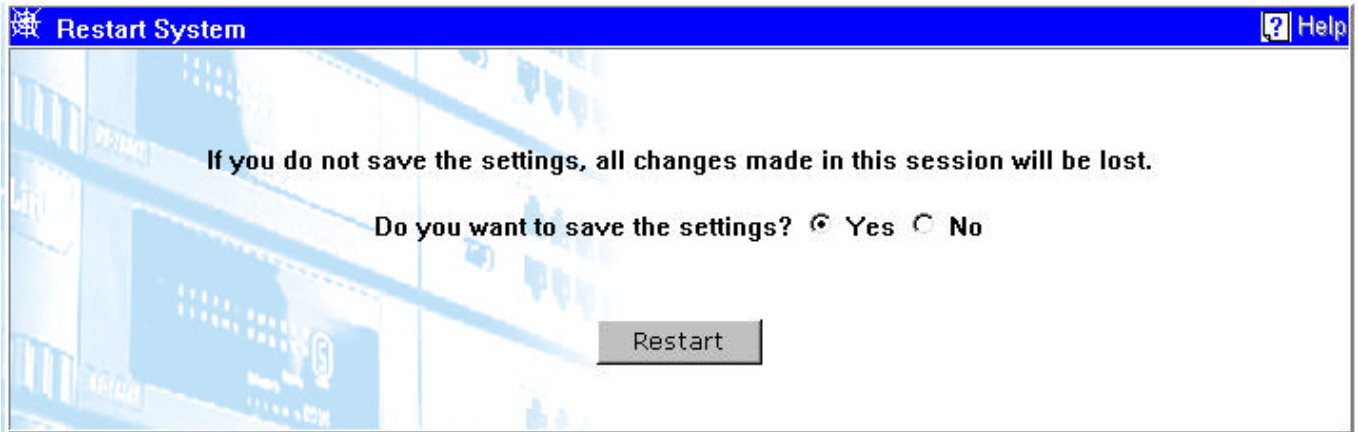 Restart System
? Help
If you do not save the settings, all changes made in this session will be lost.
Do you want to save the settings? Yes No
Restart